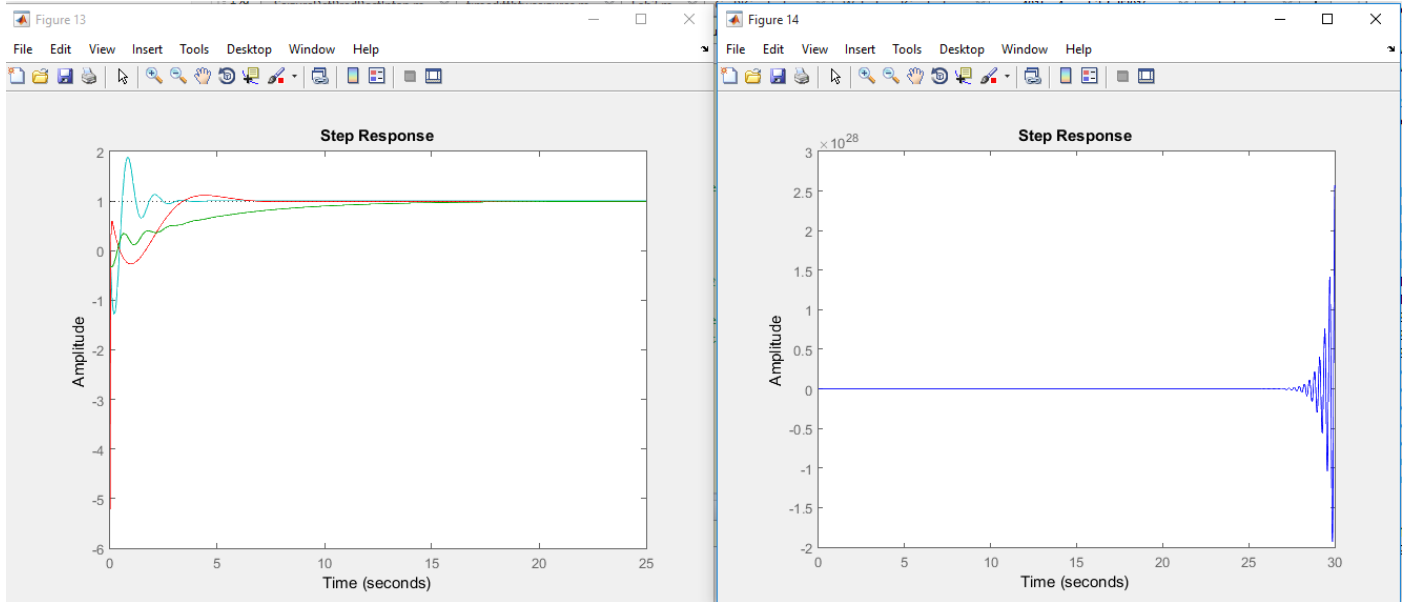 Figure 13
File Edit View Insert Tools Desktop Window Help
Step Response
2
1
0
-1
-2
-3
-4
-5
-6
0 5 10 15 20 25
Amplitude
Time (seconds)
Figure 14
File Edit View Insert Tools Desktop Window Help
×10^28
Step Response
3
2.5
2
1.5
1
0.5
0
-0.5
-1
-1.5
-2
0 5 10 15 20 25 30
Amplitude
Time (seconds)